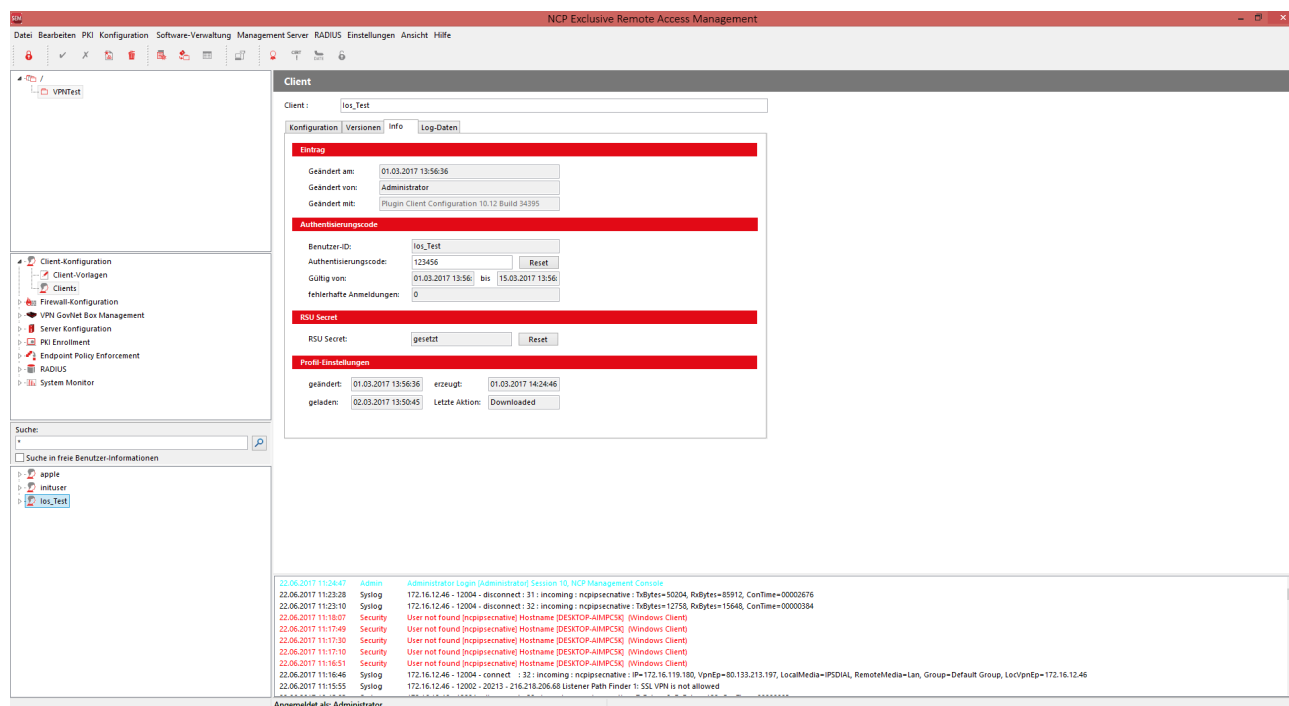 SEM
NCP Exclusive Remote Access Management
Datei Bearbeiten PKI Konfiguration Software-Verwaltung Management Server RADIUS Einstellungen Ansicht Hilfe
/
VPNTest
Client-Konfiguration
Client-Vorlagen
Clients
Firewall-Konfiguration
VPN GovNet Box Management
Server Konfiguration
PKI Enrollment
Endpoint Policy Enforcement
RADIUS
System Monitor
Suche:
*
Suche in freie Benutzer-Informationen
apple
inituser
Ios_Test
Client
Client : Ios_Test
Konfiguration Versionen Info Log-Daten
Eintrag
Geändert am: 01.03.2017 13:56:36
Geändert von: Administrator
Geändert mit: Plugin Client Configuration 10.12 Build 34395
Authentisierungscode
Benutzer-ID: Ios_Test
Authentisierungscode: 123456 Reset
Gültig von: 01.03.2017 13:56: bis 15.03.2017 13:56:
fehlerhafte Anmeldungen: 0
RSU Secret
RSU Secret: gesetzt Reset
Profil-Einstellungen
geändert: 01.03.2017 13:56:36 erzeugt: 01.03.2017 14:24:46
geladen: 02.03.2017 13:50:45 Letzte Aktion: Downloaded
22.06.2017 11:24:47 Admin Administrator Login [Administrator] Session 10, NCP Management Console
22.06.2017 11:23:28 Syslog 172.16.12.46 - 12004 - disconnect : 31 : incoming : ncpipsecnative : TxBytes=50204, RxBytes=85912, ConTime=00002676
22.06.2017 11:23:10 Syslog 172.16.12.46 - 12004 - disconnect : 32 : incoming : ncpipsecnative : TxBytes=12758, RxBytes=15648, ConTime=00000384
22.06.2017 11:18:07 Security User not found [ncpipsecnative] Hostname [DESKTOP-AIMPC5K] (Windows Client)
22.06.2017 11:17:49 Security User not found [ncpipsecnative] Hostname [DESKTOP-AIMPC5K] (Windows Client)
22.06.2017 11:17:30 Security User not found [ncpipsecnative] Hostname [DESKTOP-AIMPC5K] (Windows Client)
22.06.2017 11:17:10 Security User not found [ncpipsecnative] Hostname [DESKTOP-AIMPC5K] (Windows Client)
22.06.2017 11:16:51 Security User not found [ncpipsecnative] Hostname [DESKTOP-AIMPC5K] (Windows Client)
22.06.2017 11:16:46 Syslog 172.16.12.46 - 12004 - connect : 32 : incoming : ncpipsecnative : IP=172.16.119.180, VpnEp=80.133.213.197, LocalMedia=IPSDIAL, RemoteMedia=Lan, Group=Default Group, LocVpnEp=172.16.12.46
22.06.2017 11:15:55 Syslog 172.16.12.46 - 12002 - 20213 - 216.218.206.68 Listener Path Finder 1: SSL VPN is not allowed
Angemeldet als: Administrator